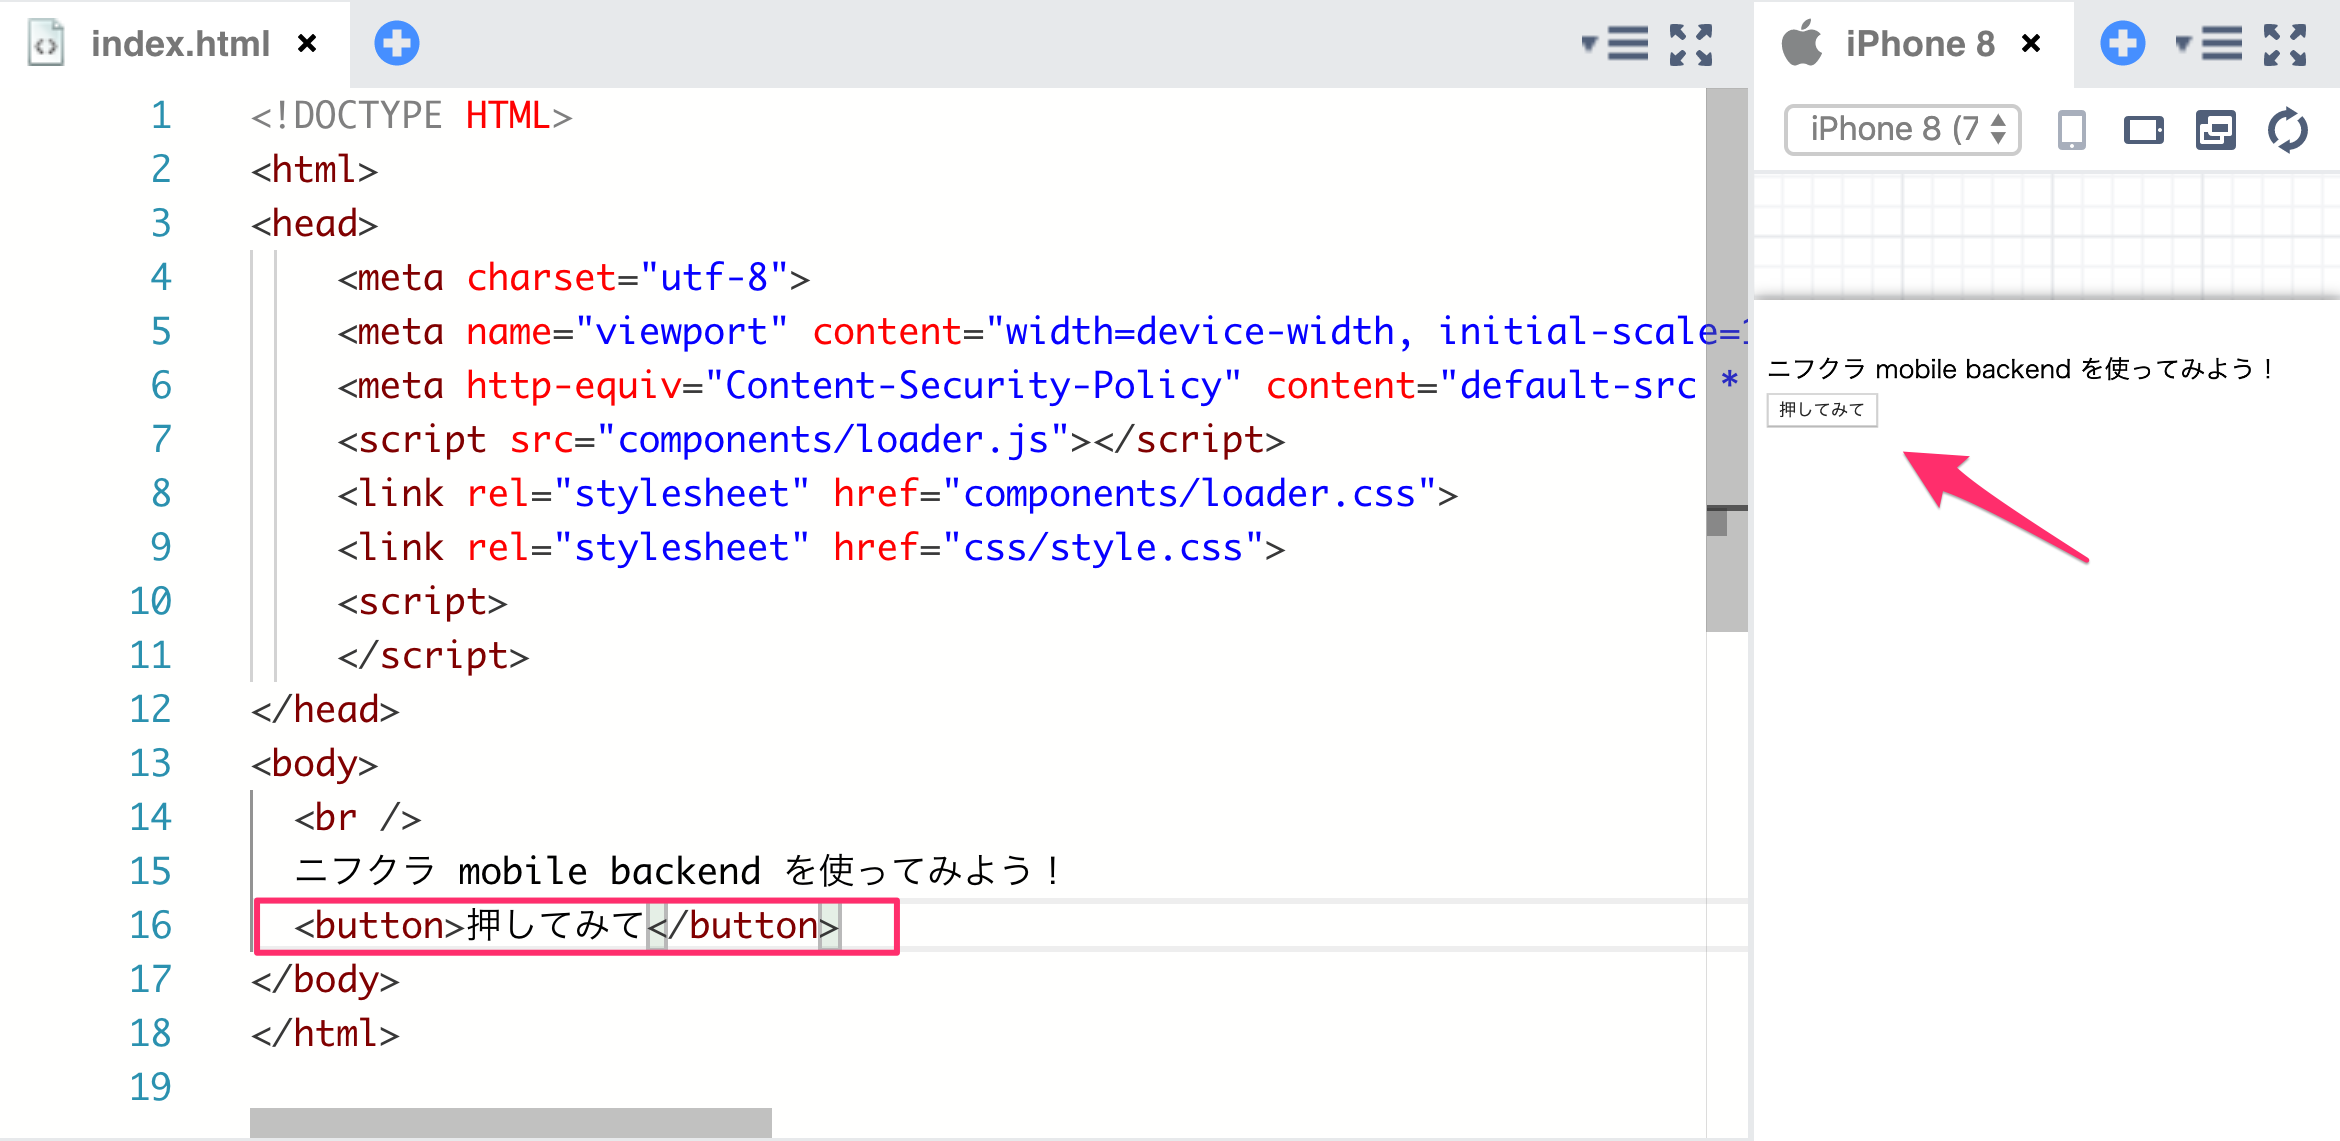 index.html ×
iPhone 8 ×
iPhone 8 (7
1 <!DOCTYPE HTML>
2 <html>
3 <head>
4 <meta charset="utf-8">
5 <meta name="viewport" content="width=device-width, initial-scale=1
6 <meta http-equiv="Content-Security-Policy" content="default-src *
7 <script src="components/loader.js"></script>
8 <link rel="stylesheet" href="components/loader.css">
9 <link rel="stylesheet" href="css/style.css">
10 <script>
11 </script>
12 </head>
13 <body>
14 <br />
15 ニフクラ mobile backend を使ってみよう！
16 <button>押してみて</button>
17 </body>
18 </html>
19
ニフクラ mobile backend を使ってみよう！
押してみて